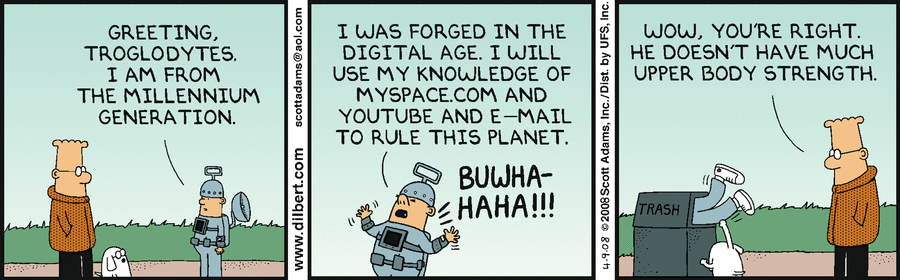 GREETING,
TROGLODYTES.
I AM FROM
THE MILLENNIUM
GENERATION.
www.dilbert.com scottadams@aol.com
I WAS FORGED IN THE
DIGITAL AGE. I WILL
USE MY KNOWLEDGE OF
MYSPACE.COM AND
YOUTUBE AND E-MAIL
TO RULE THIS PLANET.
BUWHA-
HAHA!!!
4-9-08 ©2008 Scott Adams, Inc./Dist. by UFS, Inc.
WOW, YOU'RE RIGHT.
HE DOESN'T HAVE MUCH
UPPER BODY STRENGTH.
TRASH